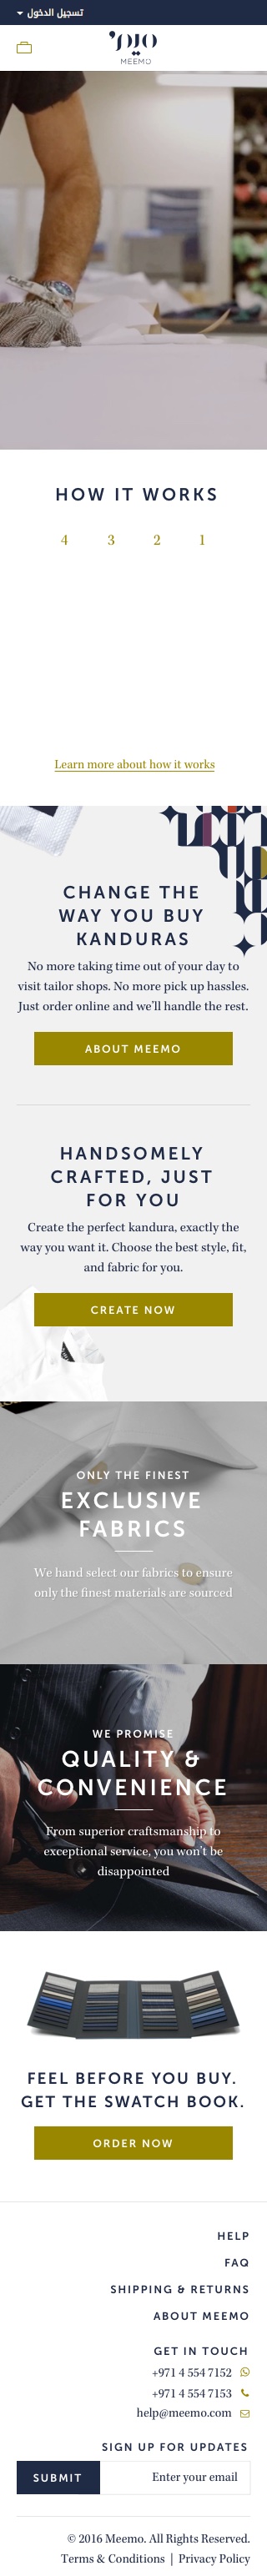 تسجيل الدخول
ميمو
MEEMO
HOW IT WORKS
4 3 2 1
Learn more about how it works
CHANGE THE
WAY YOU BUY
KANDURAS
No more taking time out of your day to
visit tailor shops. No more pick up hassles.
Just order online and we'll handle the rest.
ABOUT MEEMO
HANDSOMELY
CRAFTED, JUST
FOR YOU
Create the perfect kandura, exactly the
way you want it. Choose the best style, fit,
and fabric for you.
CREATE NOW
ONLY THE FINEST
EXCLUSIVE
FABRICS
We hand select our fabrics to ensure
only the finest materials are sourced
WE PROMISE
QUALITY &
CONVENIENCE
From superior craftsmanship to
exceptional service, you won't be
disappointed
FEEL BEFORE YOU BUY.
GET THE SWATCH BOOK.
ORDER NOW
HELP
FAQ
SHIPPING & RETURNS
ABOUT MEEMO
GET IN TOUCH
+971 4 554 7152
+971 4 554 7153
help@meemo.com
SIGN UP FOR UPDATES
SUBMIT Enter your email
© 2016 Meemo. All Rights Reserved.
Terms & Conditions | Privacy Policy